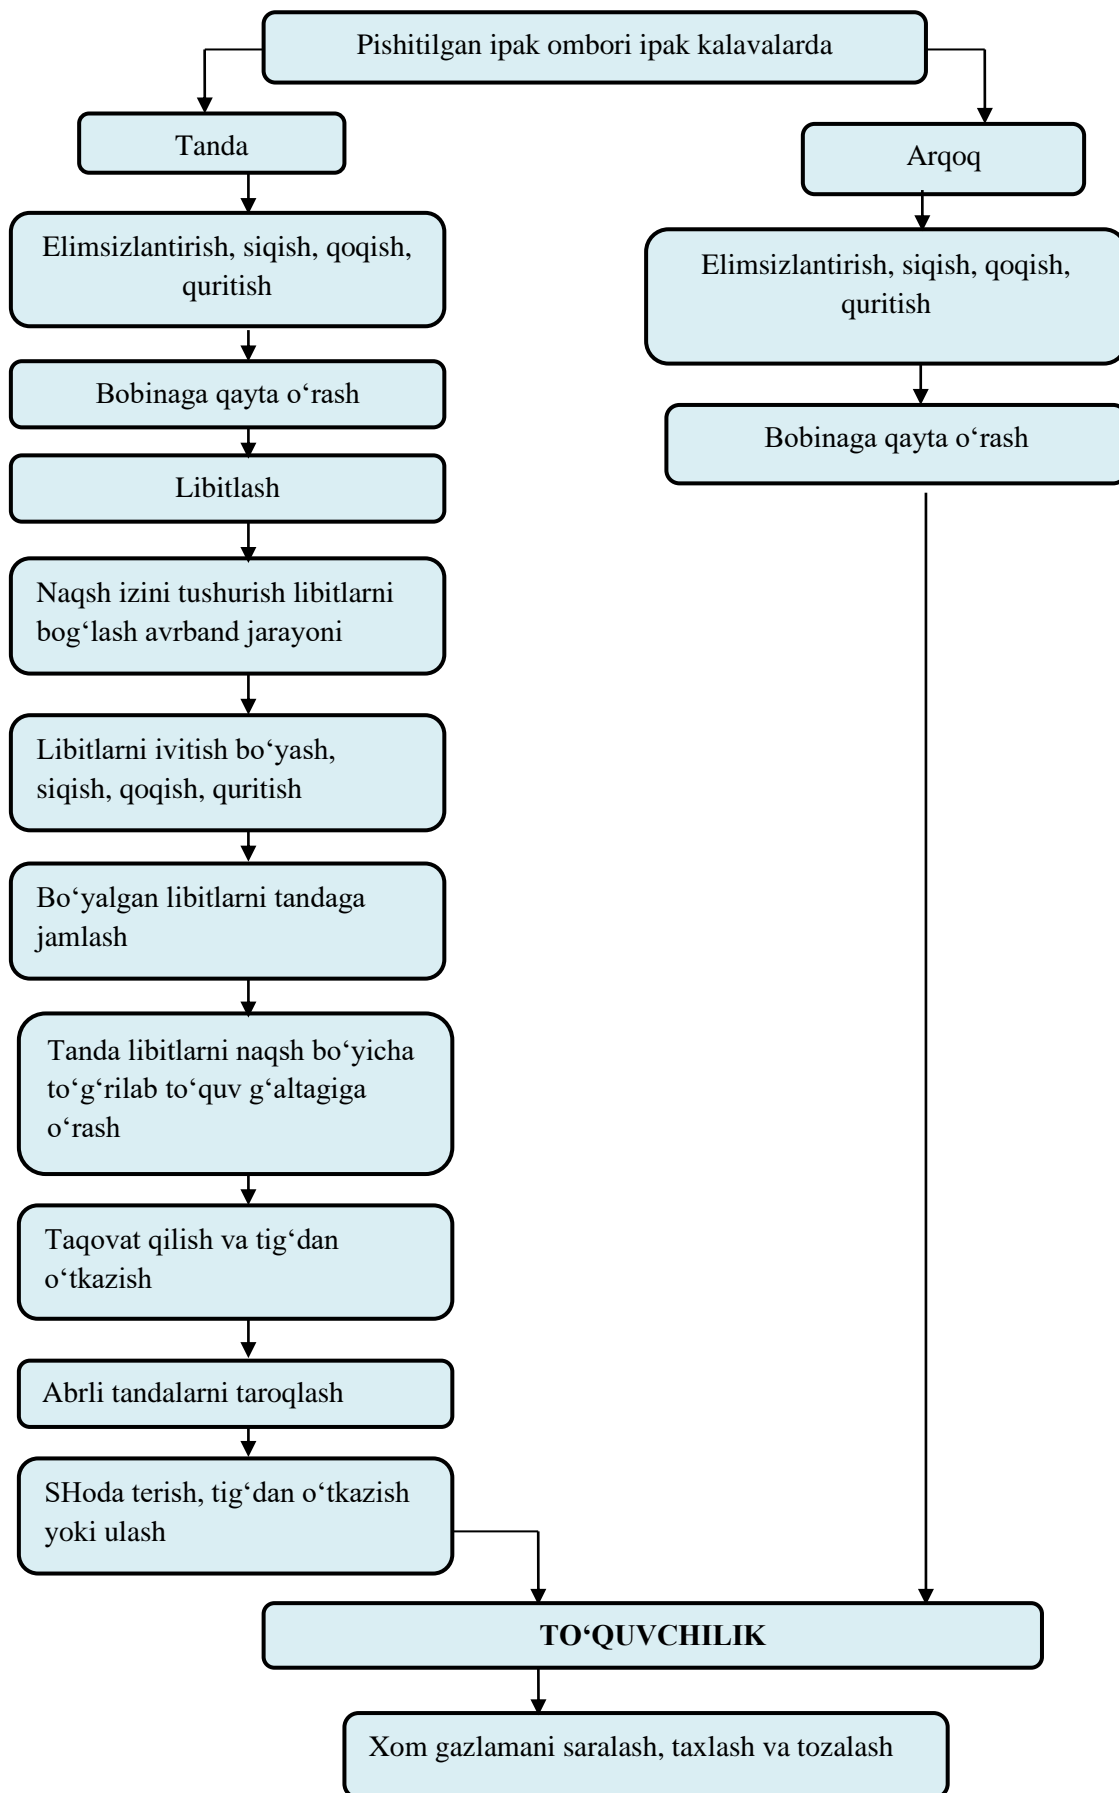 Pishitilgan ipak ombori ipak kalavalarda
Tanda
Arqoq
Elimsizlantirish, siqish, qoqish,
quritish
Elimsizlantirish, siqish, qoqish,
quritish
Bobinaga qayta o‘rash
Bobinaga qayta o‘rash
Libitlash
Naqsh izini tushurish libitlarni
bog‘lash avrband jarayoni
Libitlarni ivitish bo‘yash,
siqish, qoqish, quritish
Bo‘yalgan libitlarni tandaga
jamlash
Tanda libitlarni naqsh bo‘yicha
to‘g‘rilab to‘quv g‘altagiga
o‘rash
Taqovat qilish va tig‘dan
o‘tkazish
Abrli tandalarni taroqlash
SHoda terish, tig‘dan o‘tkazish
yoki ulash
TO‘QUVCHILIK
Xom gazlamani saralash, taxlash va tozalash